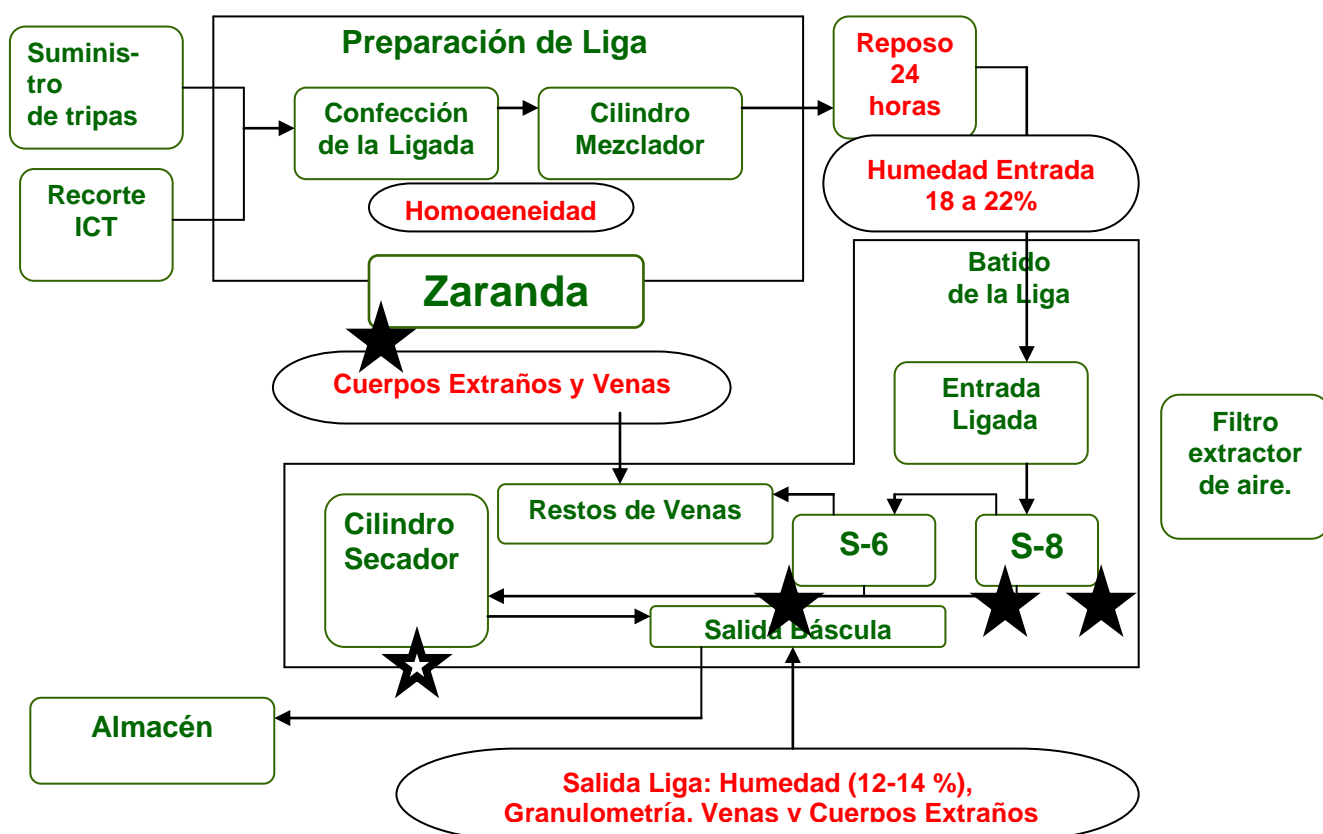 Suminis-
tro
de tripas
Recorte
ICT
Preparación de Liga
Confección
de la Ligada
Cilindro
Mezclador
Homogeneidad
Reposo
24
horas
Humedad Entrada
18 a 22%
Zaranda
Cuerpos Extraños y Venas
Batido
de la Liga
Entrada
Ligada
Filtro
extractor
de aire.
Restos de Venas
S-6
S-8
Cilindro
Secador
Salida Báscula
Almacén
Salida Liga: Humedad (12-14 %),
Granulometría, Venas y Cuerpos Extraños